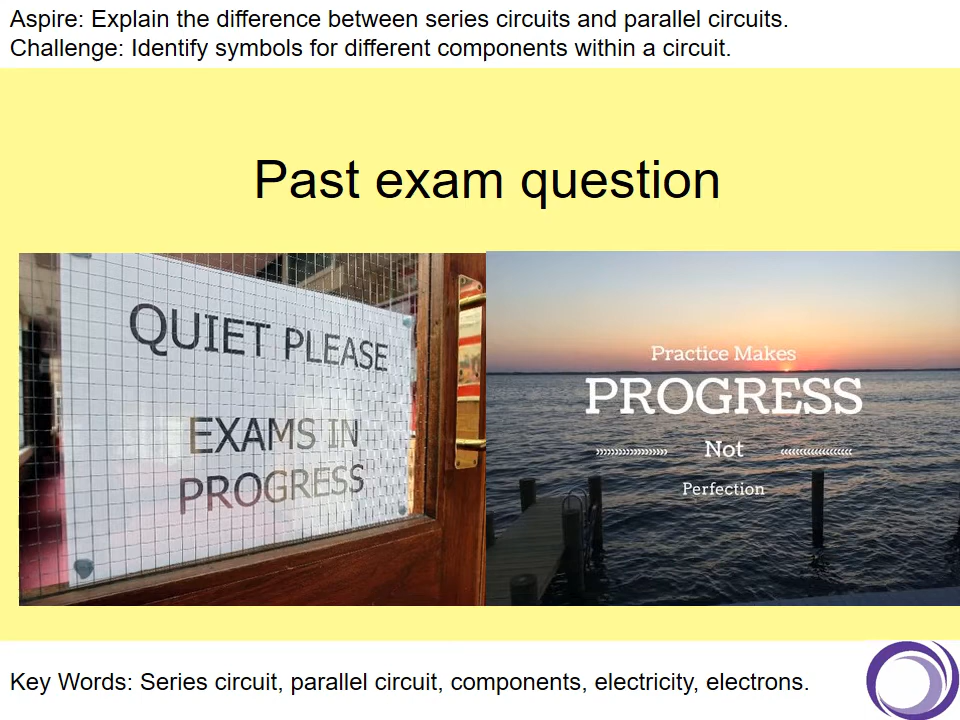 Aspire: Explain the difference between series circuits and parallel circuits.
Challenge: Identify symbols for different components within a circuit.
Past exam question
QUIET PLEASE
EXAMS IN
PROGRESS
Practice Makes
PROGRESS
Not
Perfection
Key Words: Series circuit, parallel circuit, components, electricity, electrons.